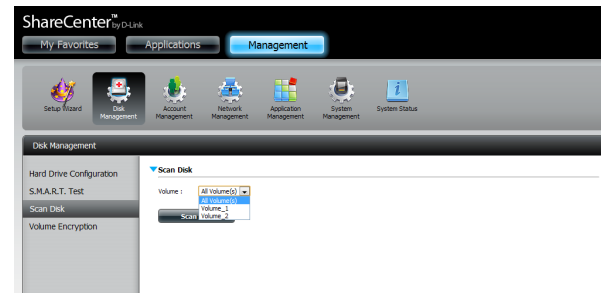 ShareCenter™ by D-Link
My Favorites Applications Management
Setup Wizard Disk Management Account Management Network Management Application Management System Management System Status
Disk Management
Hard Drive Configuration
S.M.A.R.T. Test
Scan Disk
Volume Encryption
Scan Disk
Volume : All Volume(s)
All Volume(s)
Volume_1
Volume_2
Scan